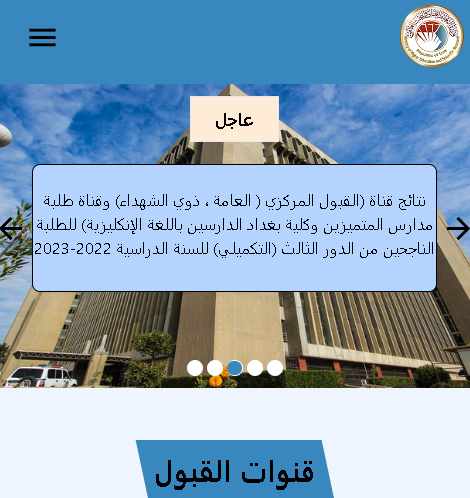 عاجل
نتائج قناة (القبول المركزي ( العامة ، ذوي الشهداء) وقناة طلبة
مدارس المتميزين وكلية بغداد الدارسين باللغة الإنكليزية) للطلبة
الناجحين من الدور الثالث (التكميلي) للسنة الدراسية 2022-2023
قنوات القبول